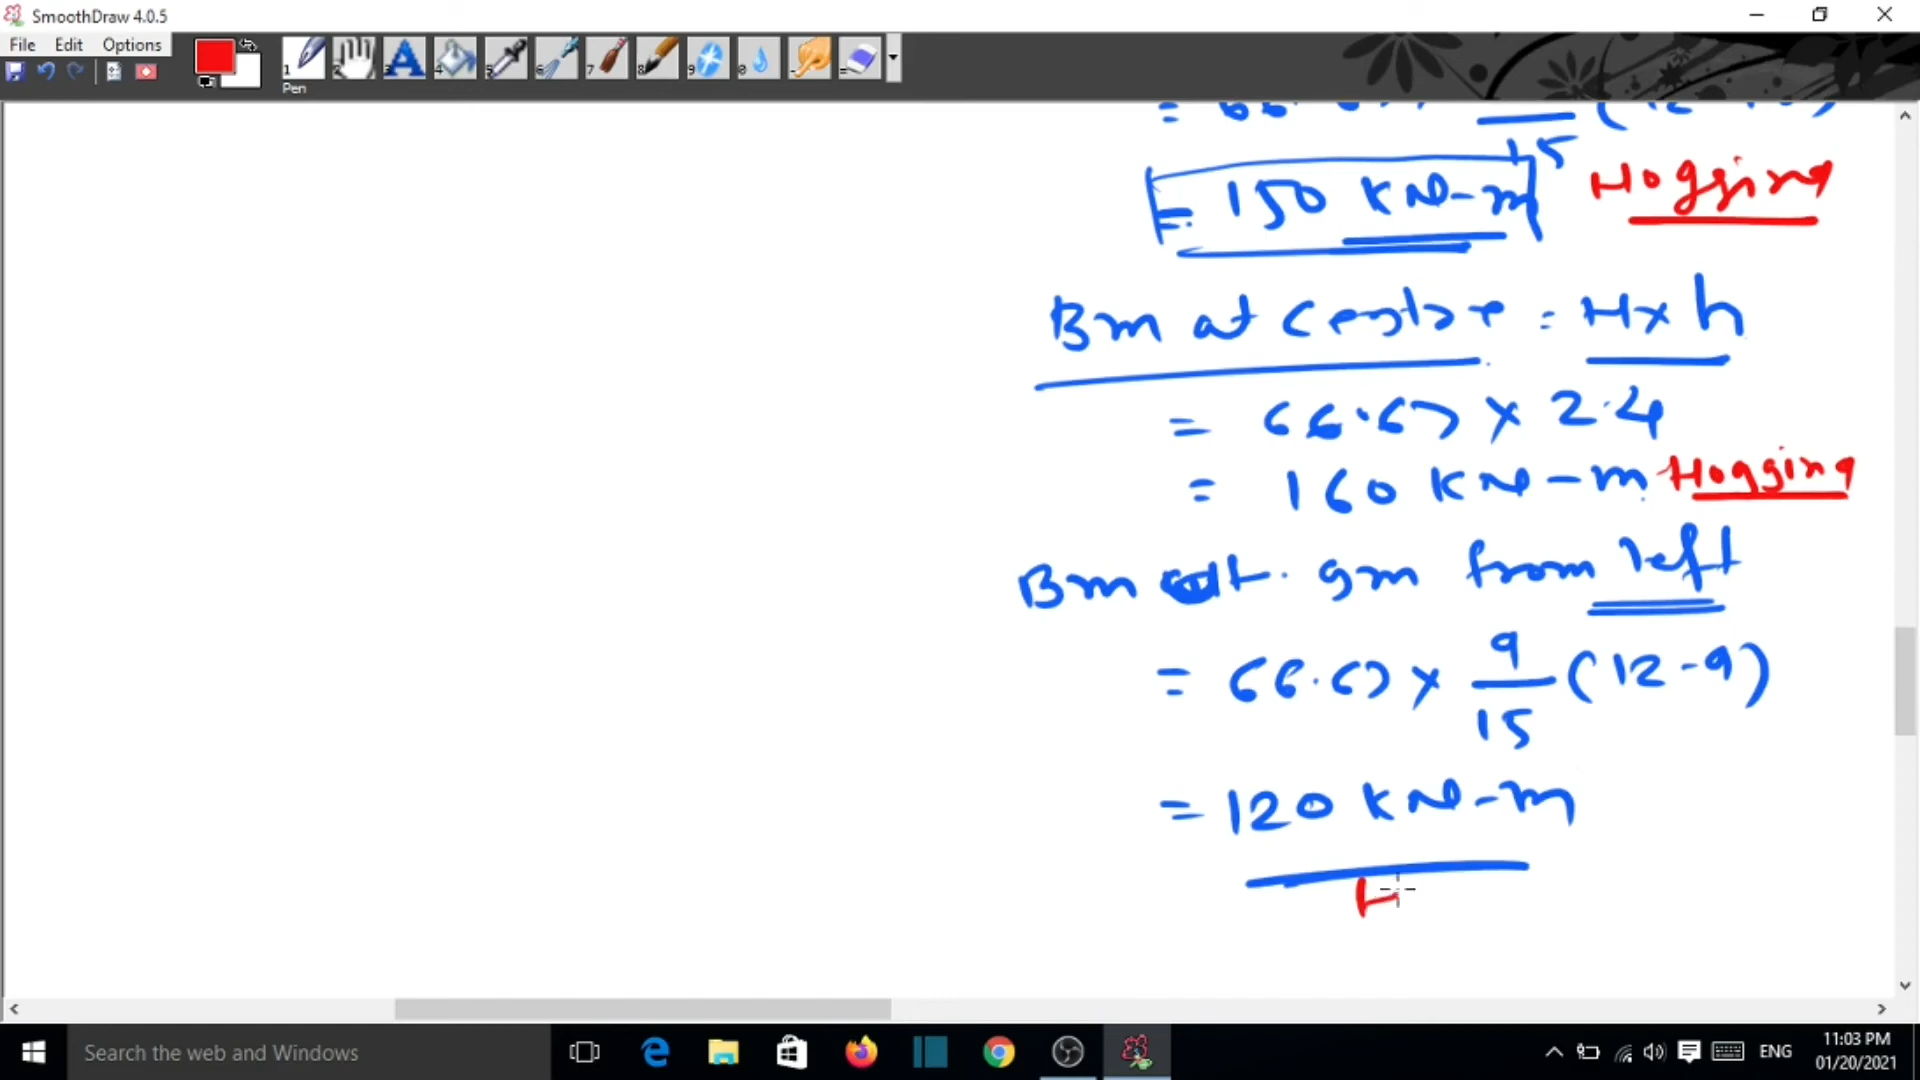 SmoothDraw 4.0.5
File Edit Options
Pen
15
= 150 KN-m Hogging
Bm at Centre = H x h
= 66.67 x 2.4
= 160 KN-m Hogging
Bm at 9m from left
= 66.67 x 9/15 (12-9)
= 120 KN-m
H
Search the web and Windows
ENG
11:03 PM
01/20/2021